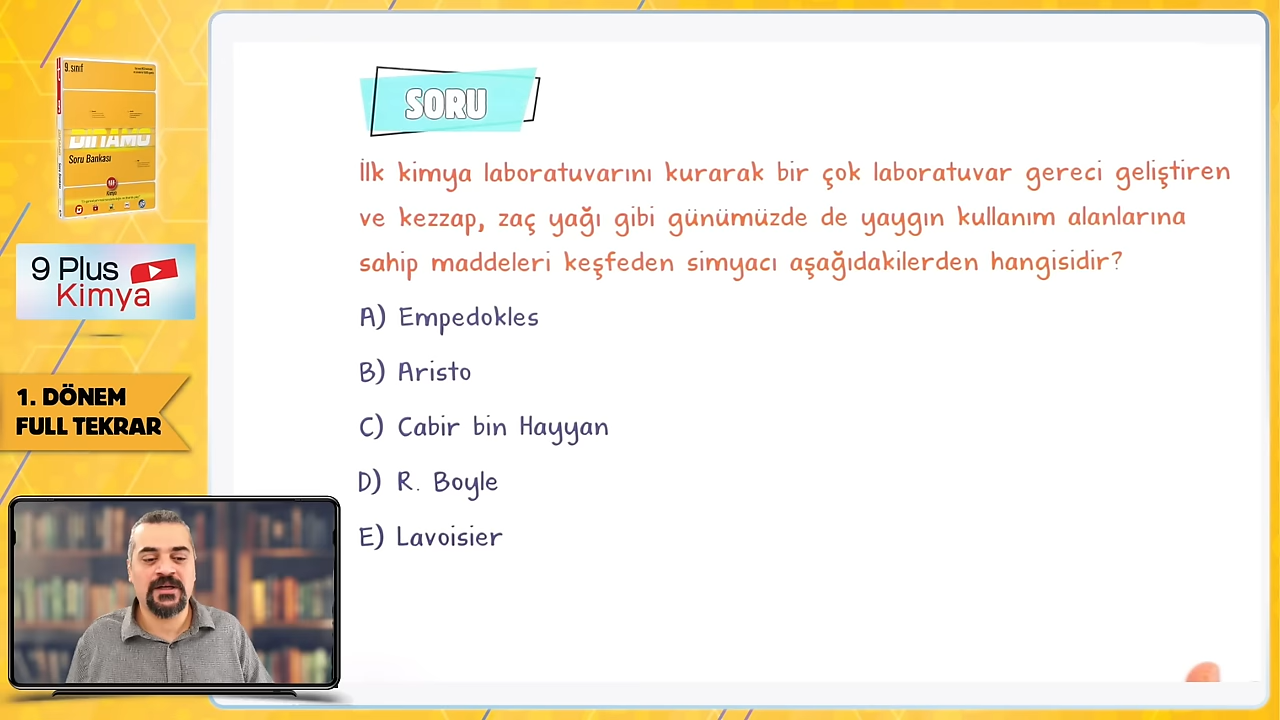 9.sınıf
DİNAMO
Soru Bankası
Kimya
9 Plus
Kimya
1. DÖNEM
FULL TEKRAR
SORU
İlk kimya laboratuvarını kurarak bir çok laboratuvar gereci geliştiren
ve kezzap, zaç yağı gibi günümüzde de yaygın kullanım alanlarına
sahip maddeleri keşfeden simyacı aşağıdakilerden hangisidir?
A) Empedokles
B) Aristo
C) Cabir bin Hayyan
D) R. Boyle
E) Lavoisier